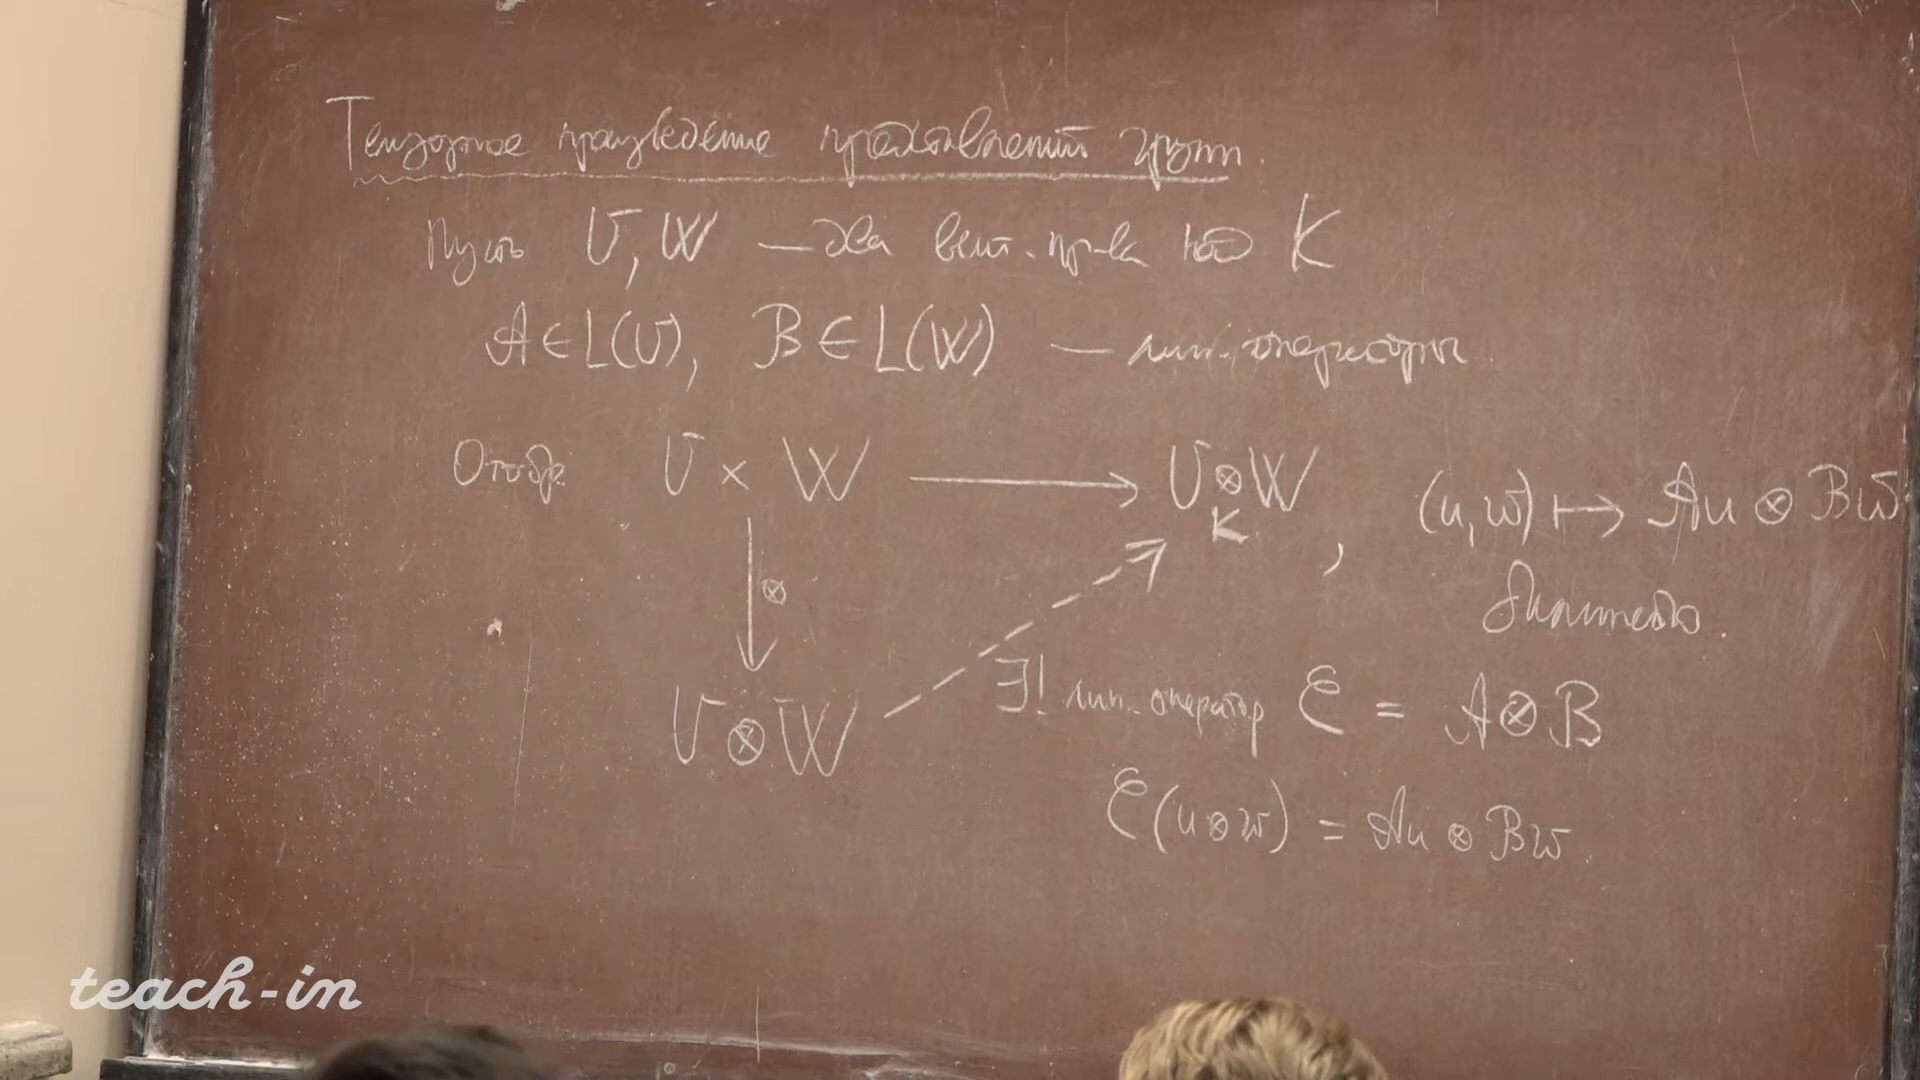 Тензорное произведение представлений групп.
Пусть U, W — два вект. пр-ва над K
A ∈ L(U), B ∈ L(W) — лин. операторы
Отобр. U × W ⟶ U ⊗ W, (u, w) ↦ Au ⊗ Bw
K
⊗
билинейно.
∃! лин. оператор ℰ = A ⊗ B
U ⊗ W
ℰ(u ⊗ w) = Au ⊗ Bw.
teach-in